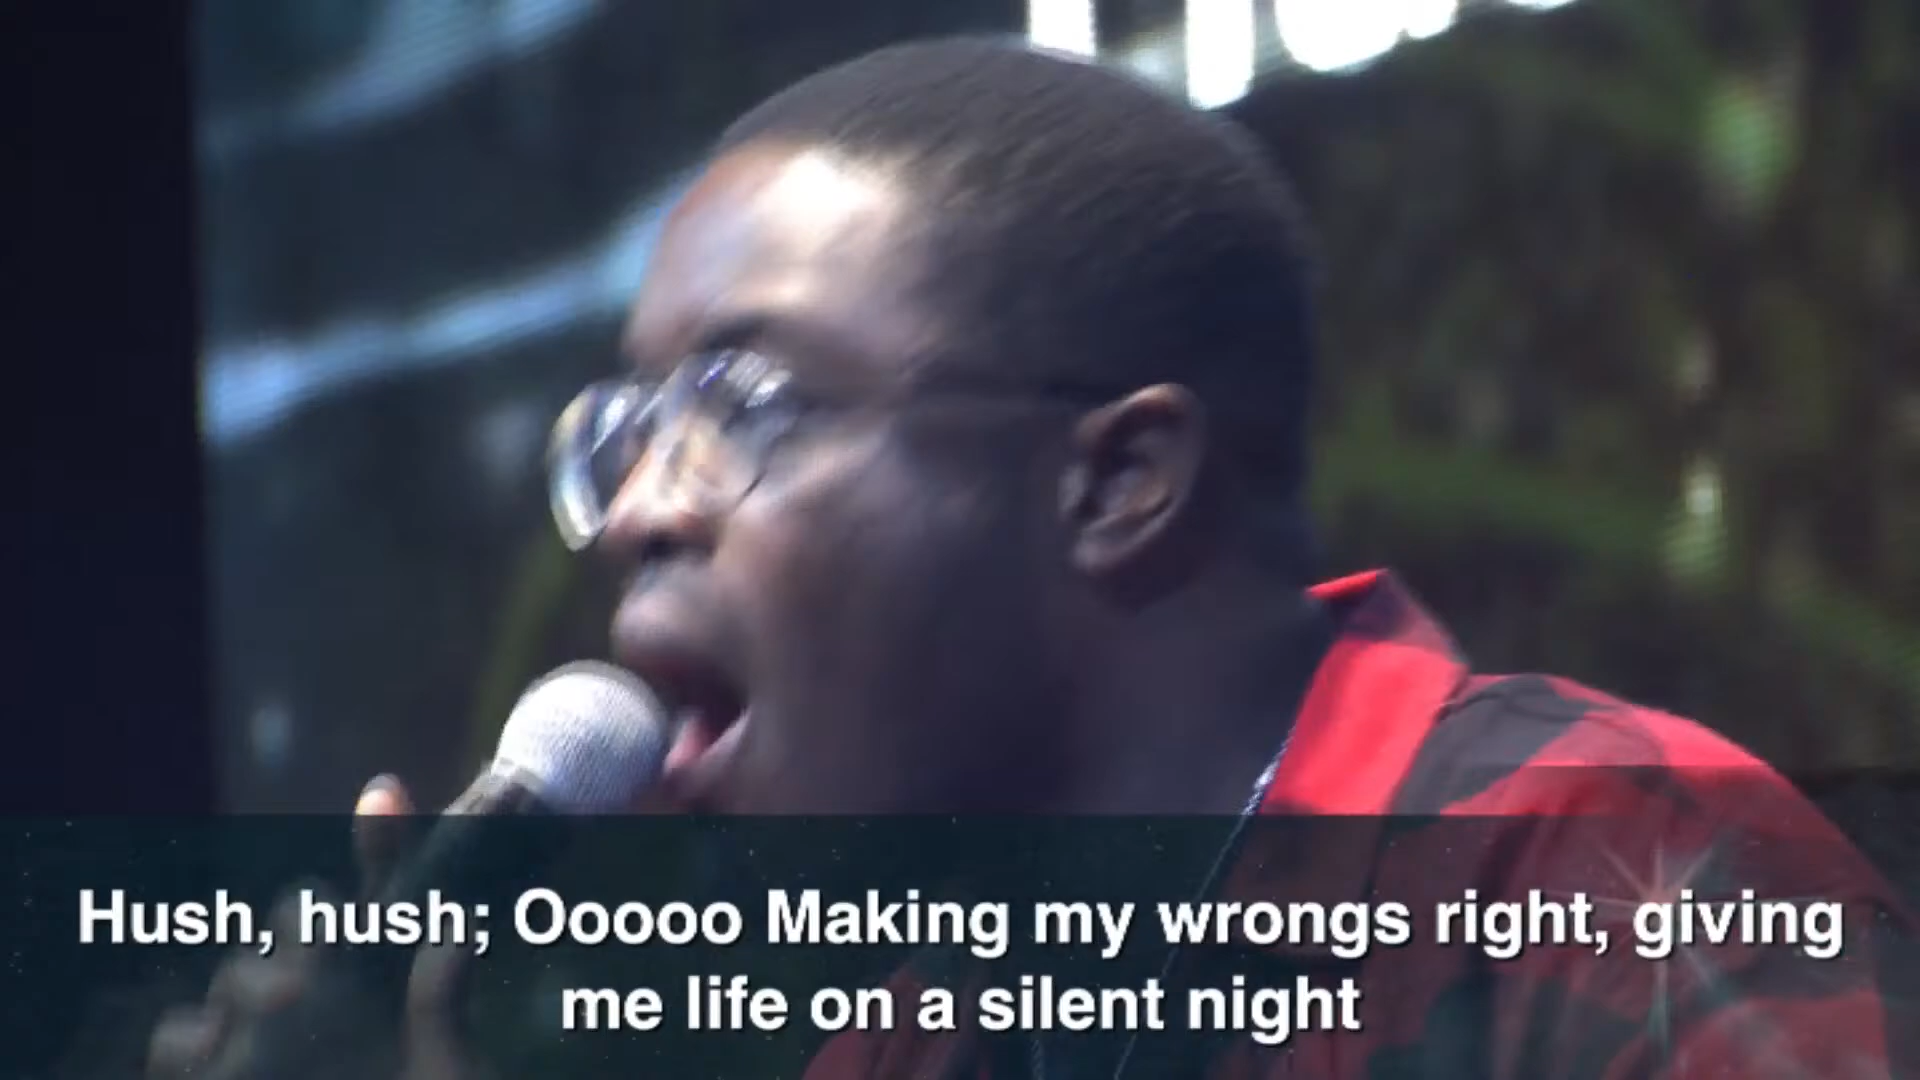 Hush, hush; Ooooo Making my wrongs right, giving
me life on a silent night